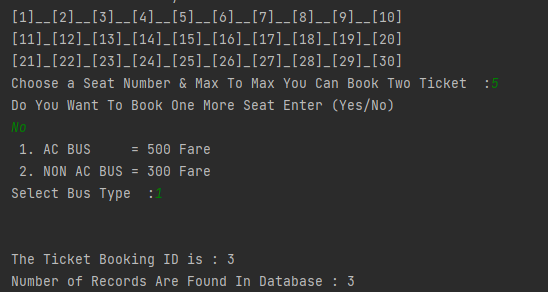 [1]__[2]__[3]__[4]__[5]__[6]__[7]__[8]__[9]__[10]
[11]_[12]_[13]_[14]_[15]_[16]_[17]_[18]_[19]_[20]
[21]_[22]_[23]_[24]_[25]_[26]_[27]_[28]_[29]_[30]
Choose a Seat Number & Max To Max You Can Book Two Ticket  :5
Do You Want To Book One More Seat Enter (Yes/No)
No
 1. AC BUS     = 500 Fare
 2. NON AC BUS = 300 Fare
Select Bus Type  :1
The Ticket Booking ID is : 3
Number of Records Are Found In Database : 3